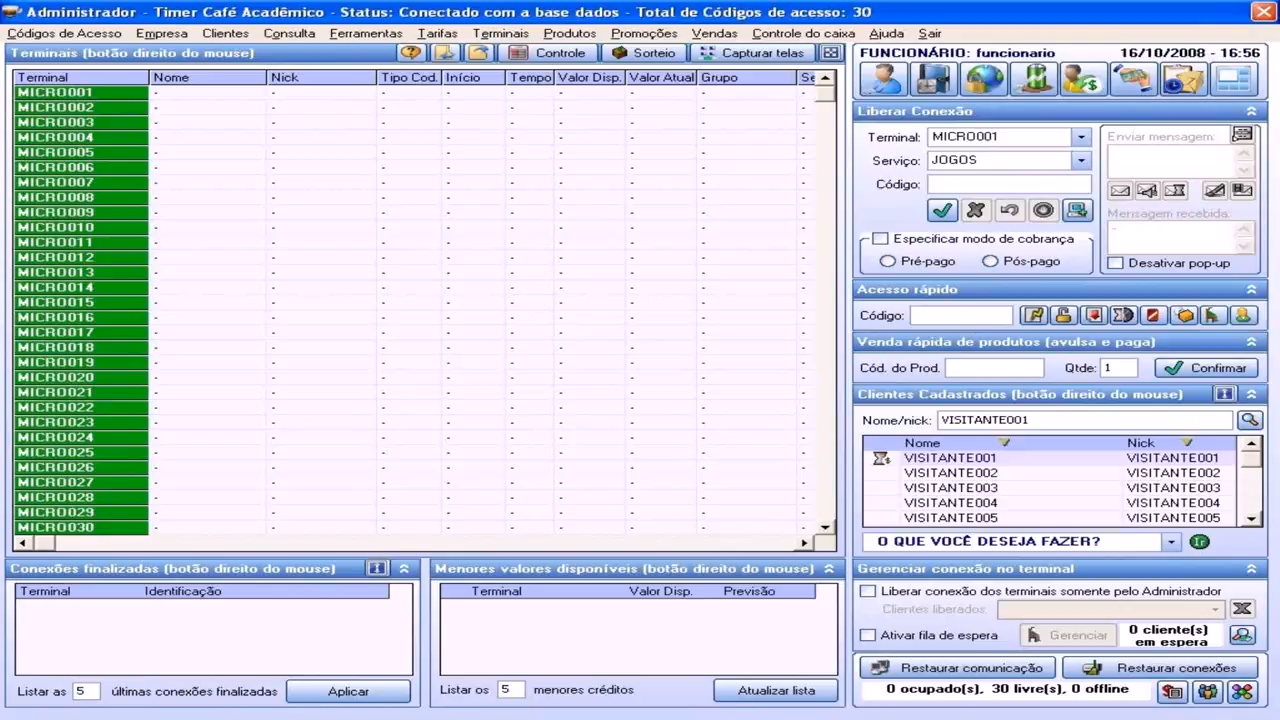 Administrador - Timer Café Acadêmico - Status: Conectado com a base dados - Total de Códigos de acesso: 30
Códigos de Acesso Empresa Clientes Consulta Ferramentas Tarifas Terminais Produtos Promoções Vendas Controle do caixa Ajuda Sair
Terminais (botão direito do mouse) Controle Sorteio Capturar telas
Terminal Nome Nick Tipo Cod. Início Tempo Valor Disp. Valor Atual Grupo Se
MICRO001 - - - - - - - -
MICRO002 - - - - - - - -
MICRO003 - - - - - - - -
MICRO004 - - - - - - - -
MICRO005 - - - - - - - -
MICRO006 - - - - - - - -
MICRO007 - - - - - - - -
MICRO008 - - - - - - - -
MICRO009 - - - - - - - -
MICRO010 - - - - - - - -
MICRO011 - - - - - - - -
MICRO012 - - - - - - - -
MICRO013 - - - - - - - -
MICRO014 - - - - - - - -
MICRO015 - - - - - - - -
MICRO016 - - - - - - - -
MICRO017 - - - - - - - -
MICRO018 - - - - - - - -
MICRO019 - - - - - - - -
MICRO020 - - - - - - - -
MICRO021 - - - - - - - -
MICRO022 - - - - - - - -
MICRO023 - - - - - - - -
MICRO024 - - - - - - - -
MICRO025 - - - - - - - -
MICRO026 - - - - - - - -
MICRO027 - - - - - - - -
MICRO028 - - - - - - - -
MICRO029 - - - - - - - -
MICRO030 - - - - - - - -
Conexões finalizadas (botão direito do mouse)
Terminal Identificação
Listar as 5 últimas conexões finalizadas Aplicar
Menores valores disponíveis (botão direito do mouse)
Terminal Valor Disp. Previsão
Listar os 5 menores créditos Atualizar lista
FUNCIONÁRIO: funcionario 16/10/2008 - 16:56
Liberar Conexão
Terminal: MICRO001
Serviço: JOGOS
Código:
Especificar modo de cobrança
Pré-pago Pós-pago
Enviar mensagem:
Mensagem recebida:
-
Desativar pop-up
Acesso rápido
Código:
Venda rápida de produtos (avulsa e paga)
Cód. do Prod. Qtde: 1 Confirmar
Clientes Cadastrados (botão direito do mouse)
Nome/nick: VISITANTE001
Nome Nick
VISITANTE001 VISITANTE001
VISITANTE002 VISITANTE002
VISITANTE003 VISITANTE003
VISITANTE004 VISITANTE004
VISITANTE005 VISITANTE005
O QUE VOCÊ DESEJA FAZER? Ir
Gerenciar conexão no terminal
Liberar conexão dos terminais somente pelo Administrador
Clientes liberados:
Ativar fila de espera Gerenciar 0 cliente(s)
em espera
Restaurar comunicação Restaurar conexões
0 ocupado(s), 30 livre(s), 0 offline